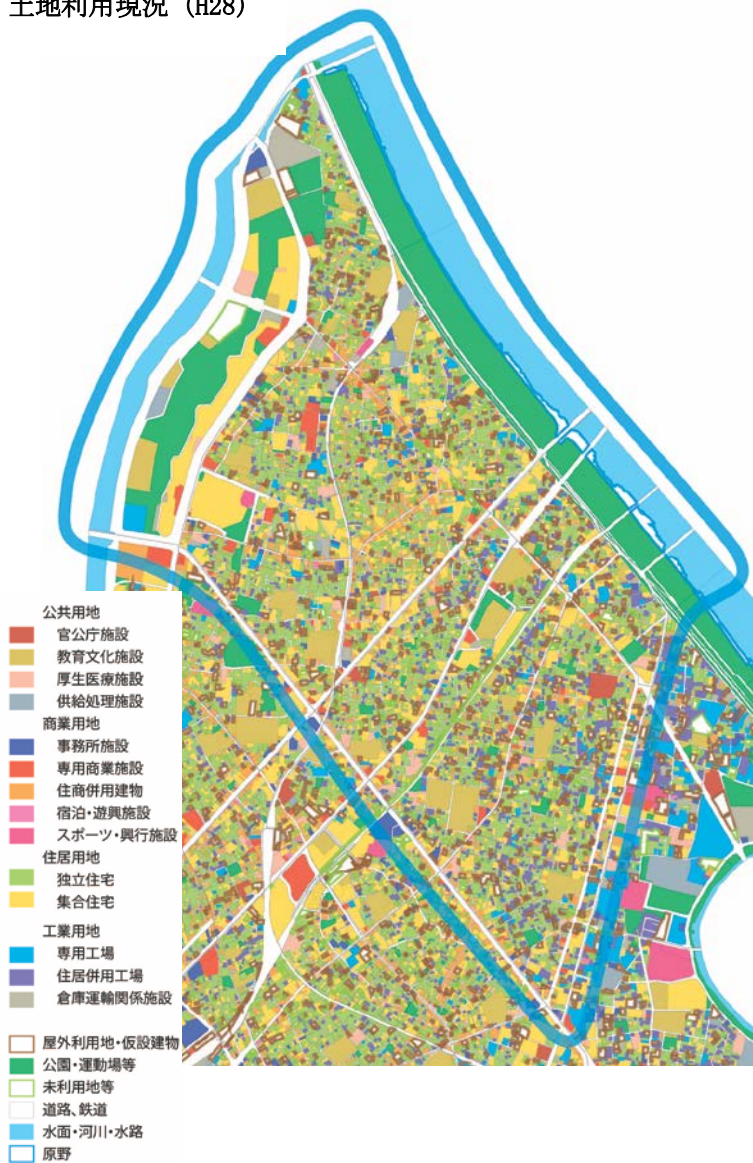 土地利用現況 (H28)
公共用地
官公庁施設
教育文化施設
厚生医療施設
供給処理施設
商業用地
事務所施設
専用商業施設
住商併用建物
宿泊・遊興施設
スポーツ・興行施設
住居用地
独立住宅
集合住宅
工業用地
専用工場
住居併用工場
倉庫運輸関係施設
屋外利用地・仮設建物
公園・運動場等
未利用地等
道路、鉄道
水面・河川・水路
原野